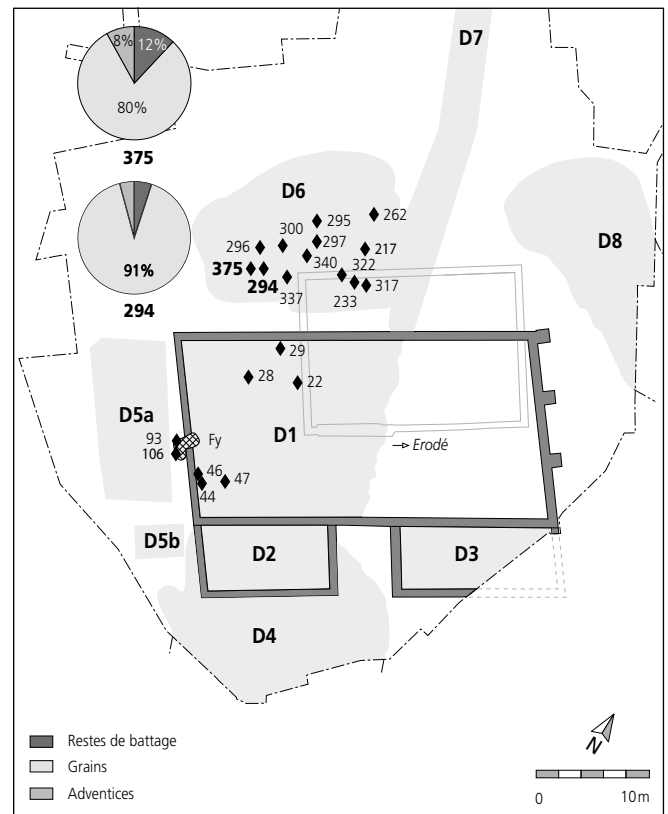 D7
8%
12%
80%
375
D6
262
295
300
297
296
217
D8
340
322
375
294
337
233
317
91%
294
29
28
22
D5a
D1
93
Fy
Erodé
106
46
47
44
D5b
D2
D3
D4
Restes de battage
Grains
Adventices
N
0
10m